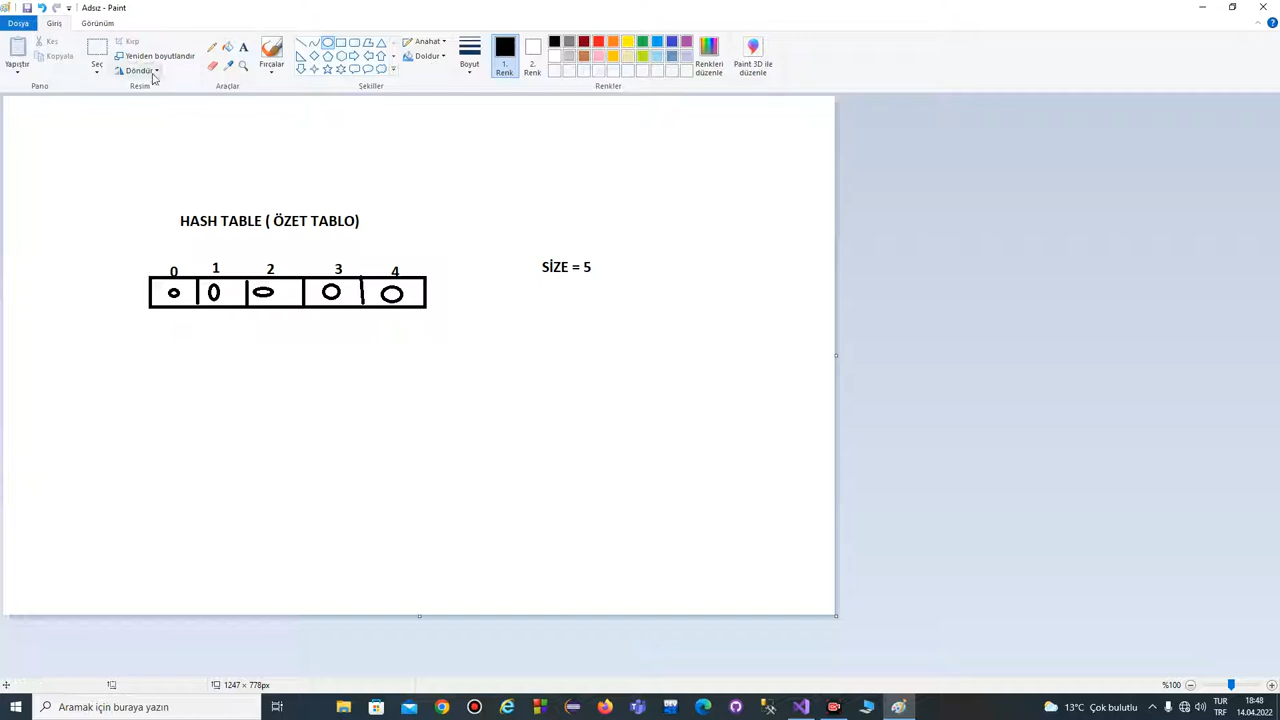 Adsız - Paint
Dosya
Giriş
Görünüm
Yapıştır
Kes
Kopyala
Pano
Seç
Kırp
Yeniden boyutlandır
Döndür
Resim
A
Araçlar
Fırçalar
Şekiller
Anahat
Doldur
Boyut
1.
Renk
2.
Renk
Renkleri
düzenle
Paint 3D ile
düzenle
Renkler
HASH TABLE ( ÖZET TABLO)
SİZE = 5
0 1 2 3 4
1247 × 778px
%100
Aramak için buraya yazın
DEV
13°C Çok bulutlu
TUR
TRF
18:48
14.04.2022